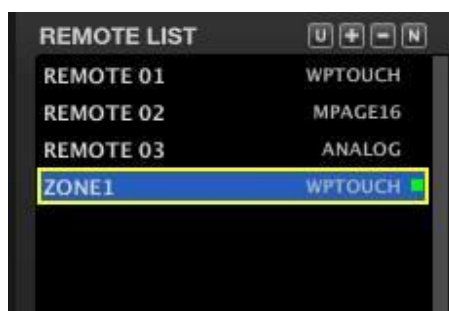 REMOTE LIST U + - N
REMOTE 01 WPTOUCH
REMOTE 02 MPAGE16
REMOTE 03 ANALOG
ZONE1 WPTOUCH